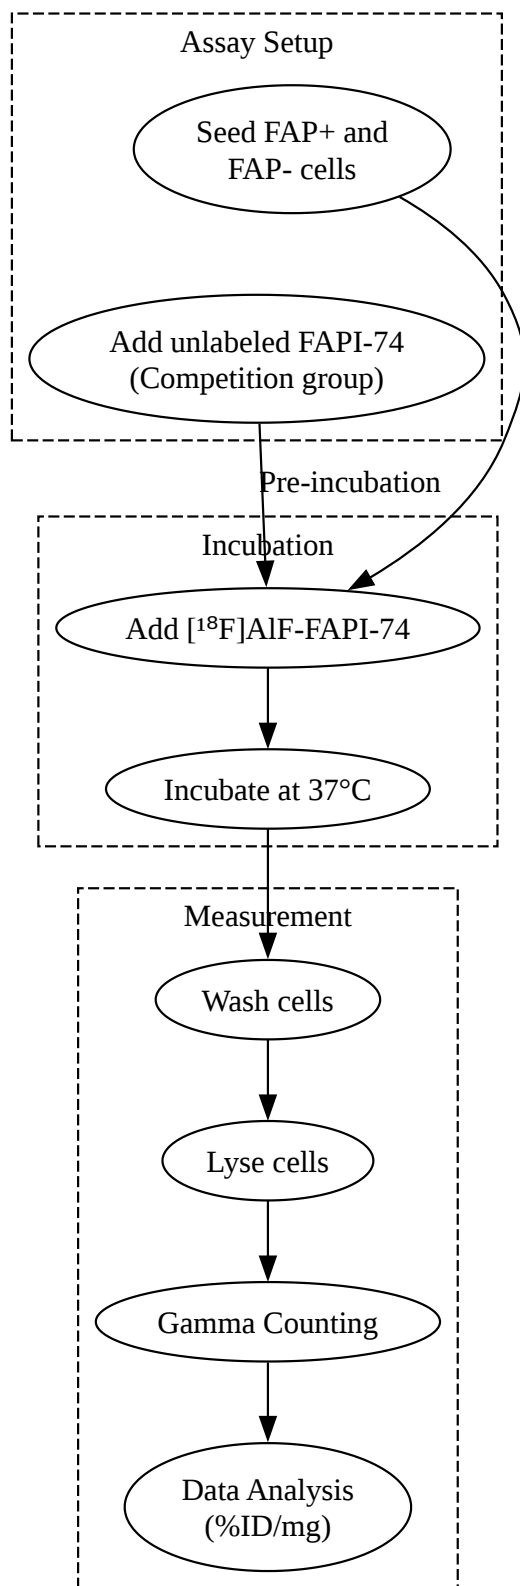 Assay Setup
Seed FAP+ and
FAP- cells
Add unlabeled FAPI-74
(Competition group)
Pre-incubation
Incubation
Add [¹⁸F]AlF-FAPI-74
Incubate at 37°C
Measurement
Wash cells
Lyse cells
Gamma Counting
Data Analysis
(%ID/mg)